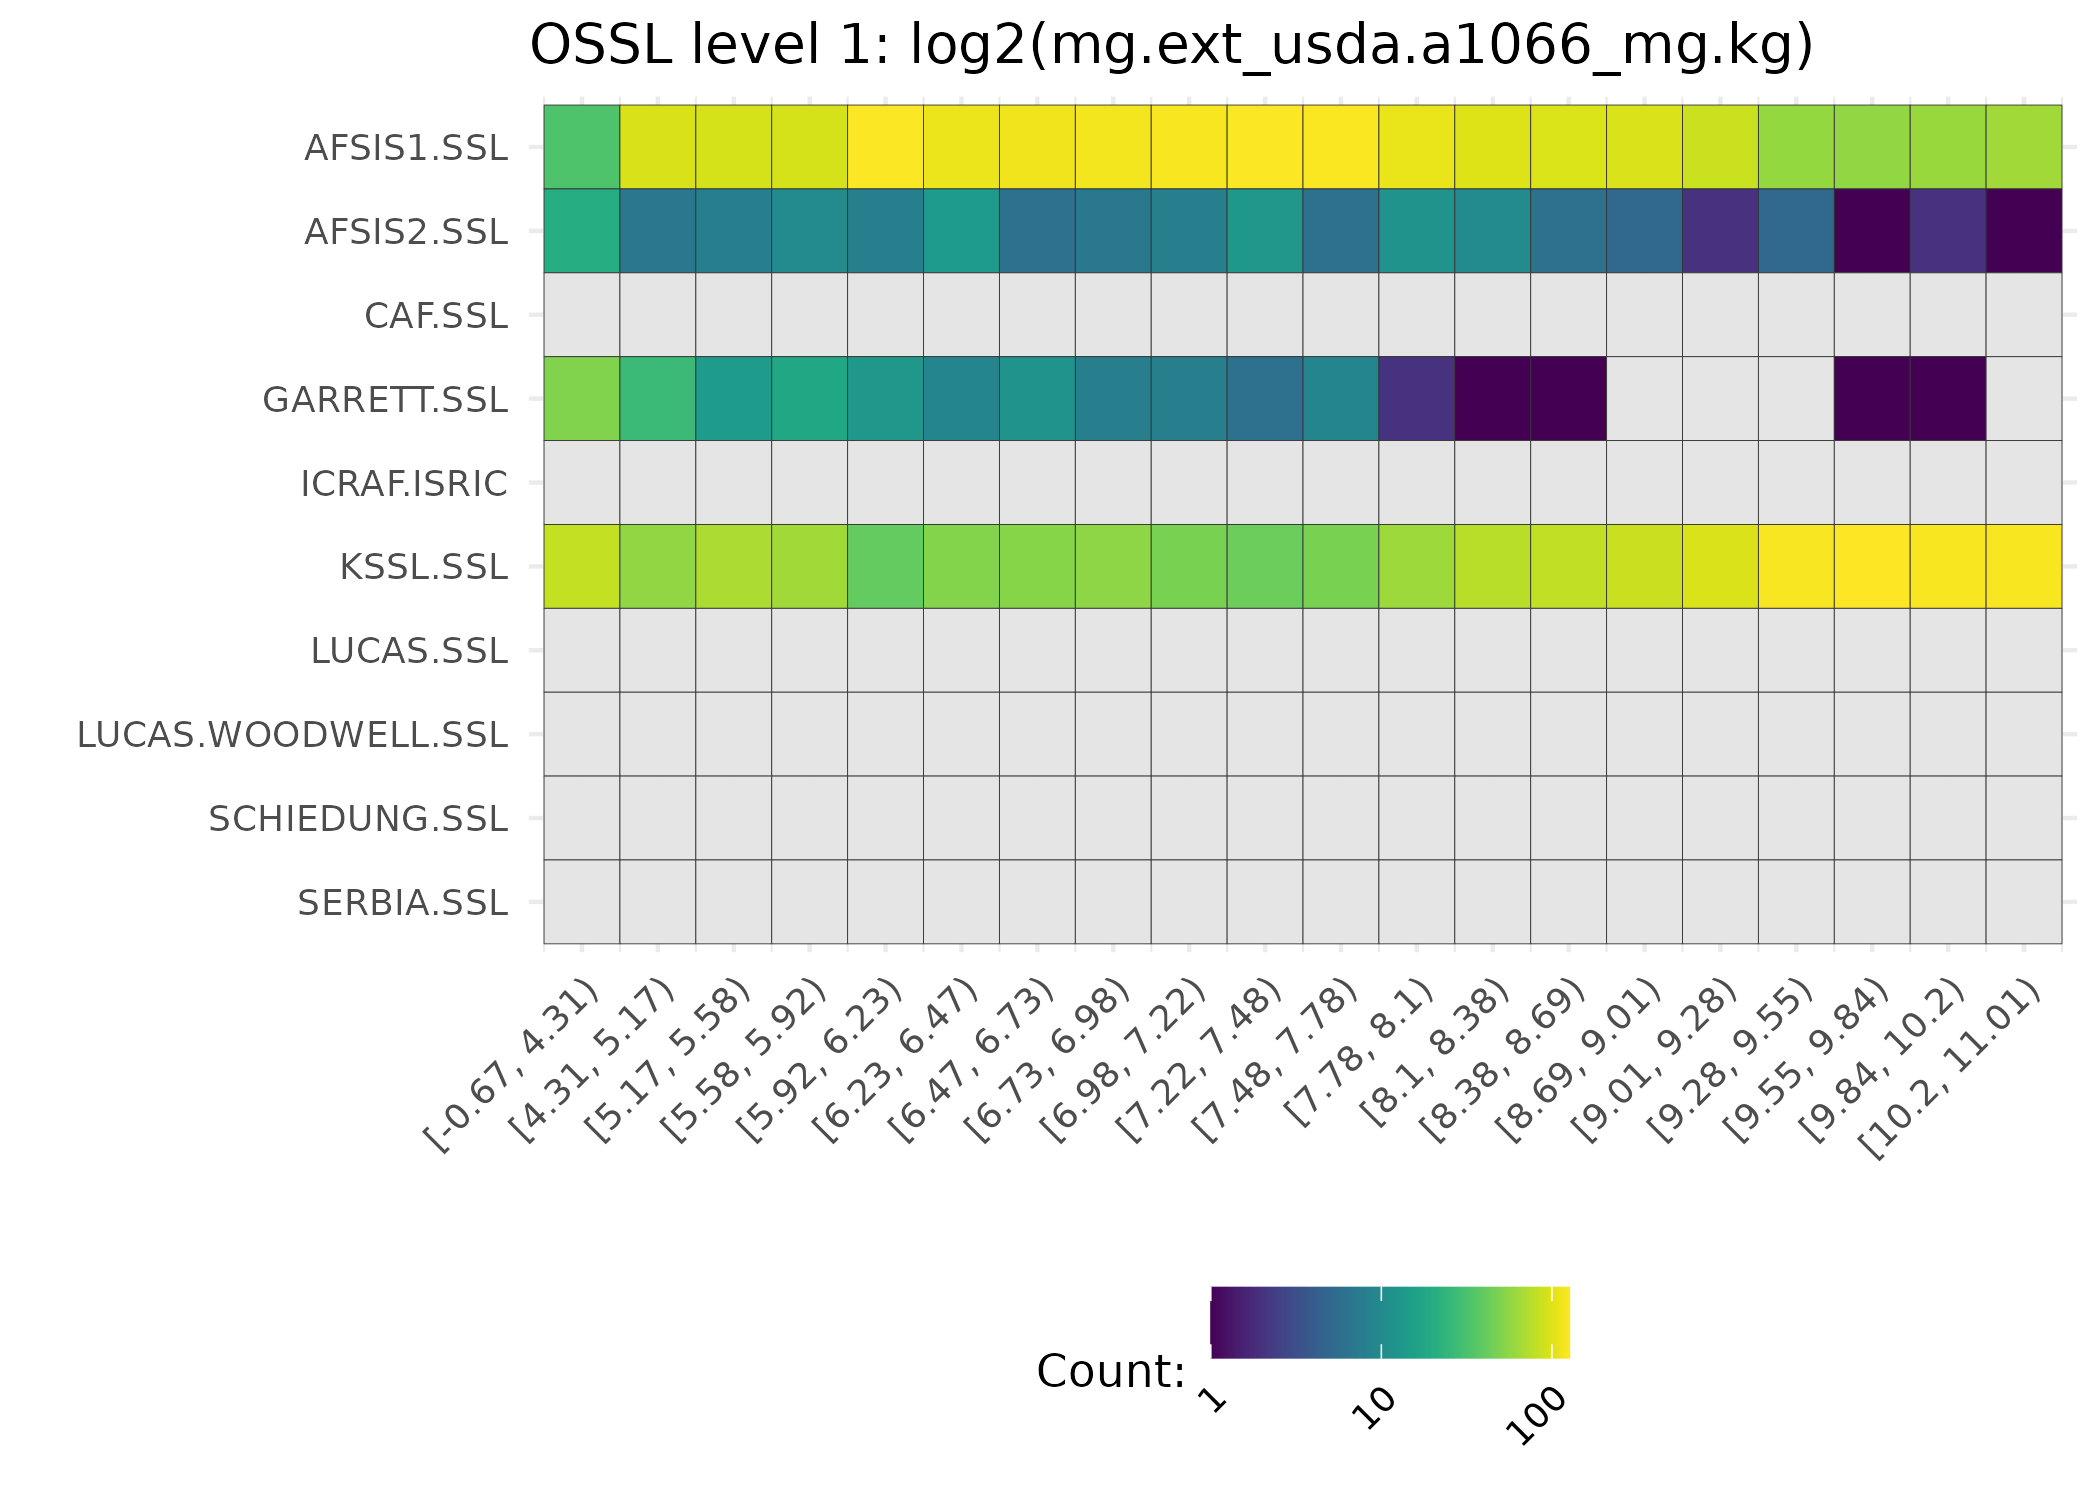 OSSL level 1: log2(mg.ext_usda.a1066_mg.kg)
AFSIS1.SSL
AFSIS2.SSL
CAF.SSL
GARRETT.SSL
ICRAF.ISRIC
KSSL.SSL
LUCAS.SSL
LUCAS.WOODWELL.SSL
SCHIEDUNG.SSL
SERBIA.SSL
[-0.67, 4.31)
[4.31, 5.17)
[5.17, 5.58)
[5.58, 5.92)
[5.92, 6.23)
[6.23, 6.47)
[6.47, 6.73)
[6.73, 6.98)
[6.98, 7.22)
[7.22, 7.48)
[7.48, 7.78)
[7.78, 8.1)
[8.1, 8.38)
[8.38, 8.69)
[8.69, 9.01)
[9.01, 9.28)
[9.28, 9.55)
[9.55, 9.84)
[9.84, 10.2)
[10.2, 11.01)
Count:
1
10
100